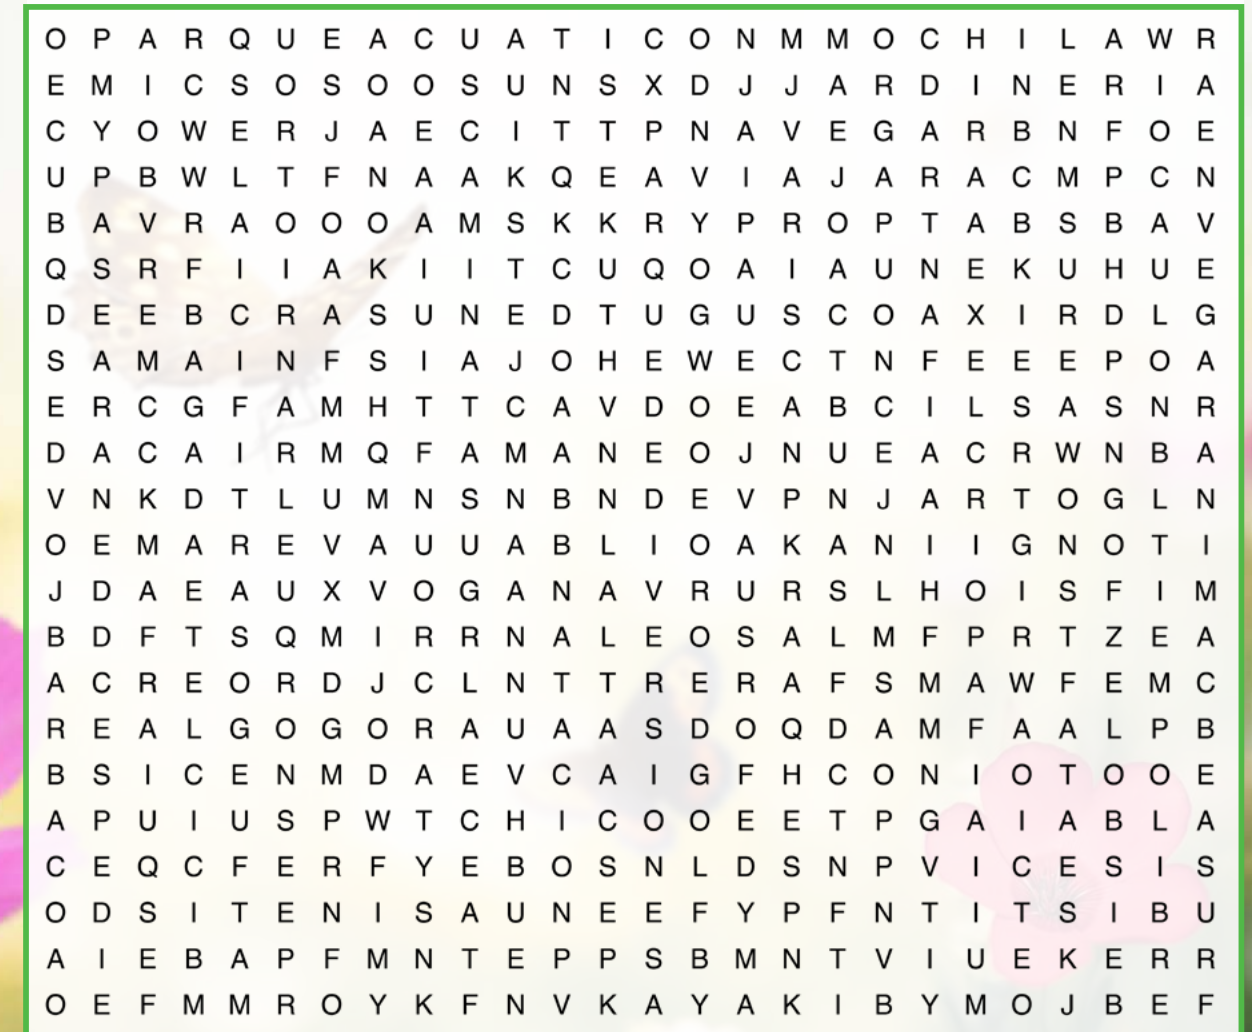 O P A R Q U E A C U A T I C O N M M O C H I L A W R
E M I C S O S O O S U N S X D J J A R D I N E R I A
C Y O W E R J A E C I T T P N A V E G A R B N F O E
U P B W L T F N A A K Q E A V I A J A R A C M P C N
B A V R A O O O A M S K K R Y P R O P T A B S B A V
Q S R F I I A K I I T C U Q O A I A U N E K U H U E
D E E B C R A S U N E D T U G U S C O A X I R D L G
S A M A I N F S I A J O H E W E C T N F E E E P O A
E R C G F A M H T T C A V D O E A B C I L S A S N R
D A C A I R M Q F A M A N E O J N U E A C R W N B A
V N K D T L U M N S N B N D E V P N J A R T O G L N
O E M A R E V A U U A B L I O A K A N I I G N O T I
J D A E A U X V O G A N A V R U R S L H O I S F I M
B D F T S Q M I R R N A L E O S A L M F P R T Z E A
A C R E O R D J C L N T T R E R A F S M A W F E M C
R E A L G O G O R A U A A S D O Q D A M F A A L P B
B S I C E N M D A E V C A I G F H C O N I O T O O E
A P U I U S P W T C H I C O O E E T P G A I A B L A
C E Q C F E R F Y E B O S N L D S N P V I C E S I S
O D S I T E N I S A U N E E F Y P F N T I T S I B U
A I E B A P F M N T E P P S B M N T V I U E K E R R
O E F M M R O Y K F N V K A Y A K I B Y M O J B E F